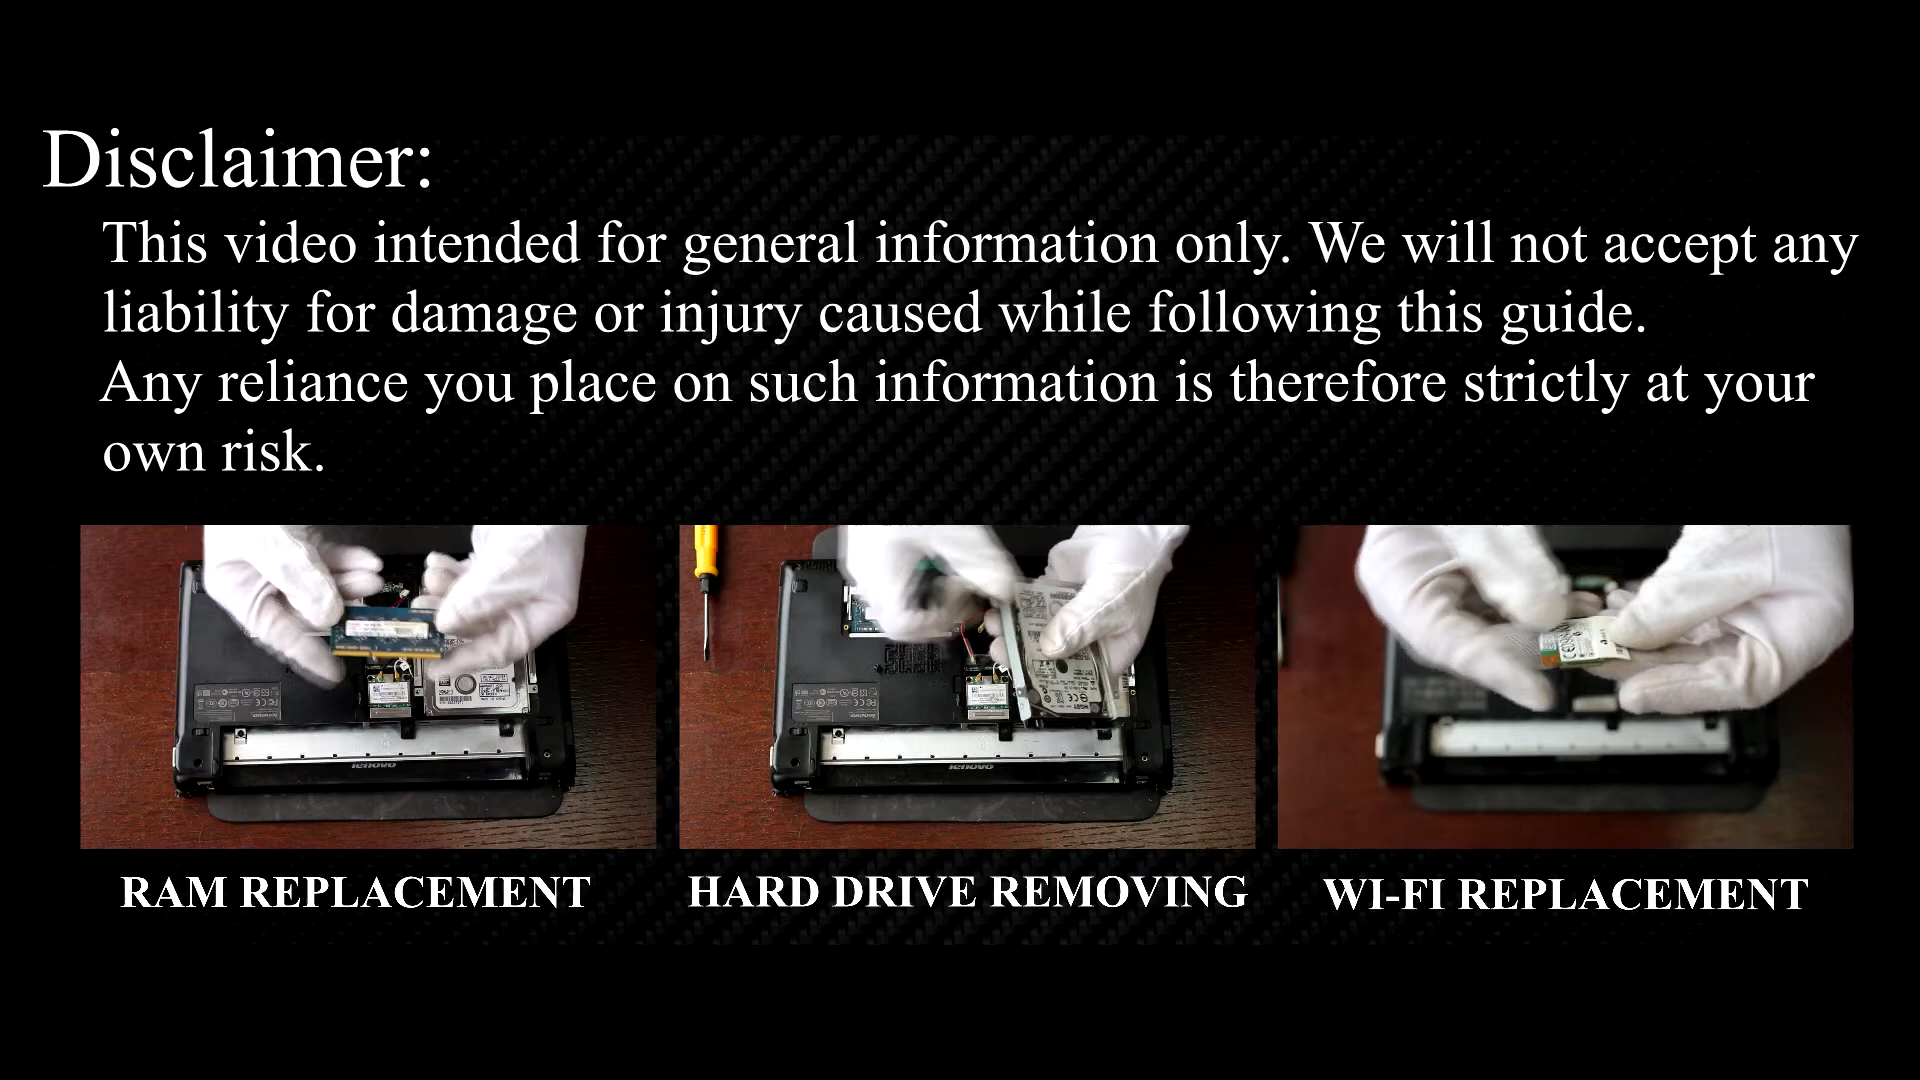 Disclaimer:
This video intended for general information only. We will not accept any
liability for damage or injury caused while following this guide.
Any reliance you place on such information is therefore strictly at your
own risk.
lenovo
lenovo
RAM REPLACEMENT
HARD DRIVE REMOVING
WI-FI REPLACEMENT